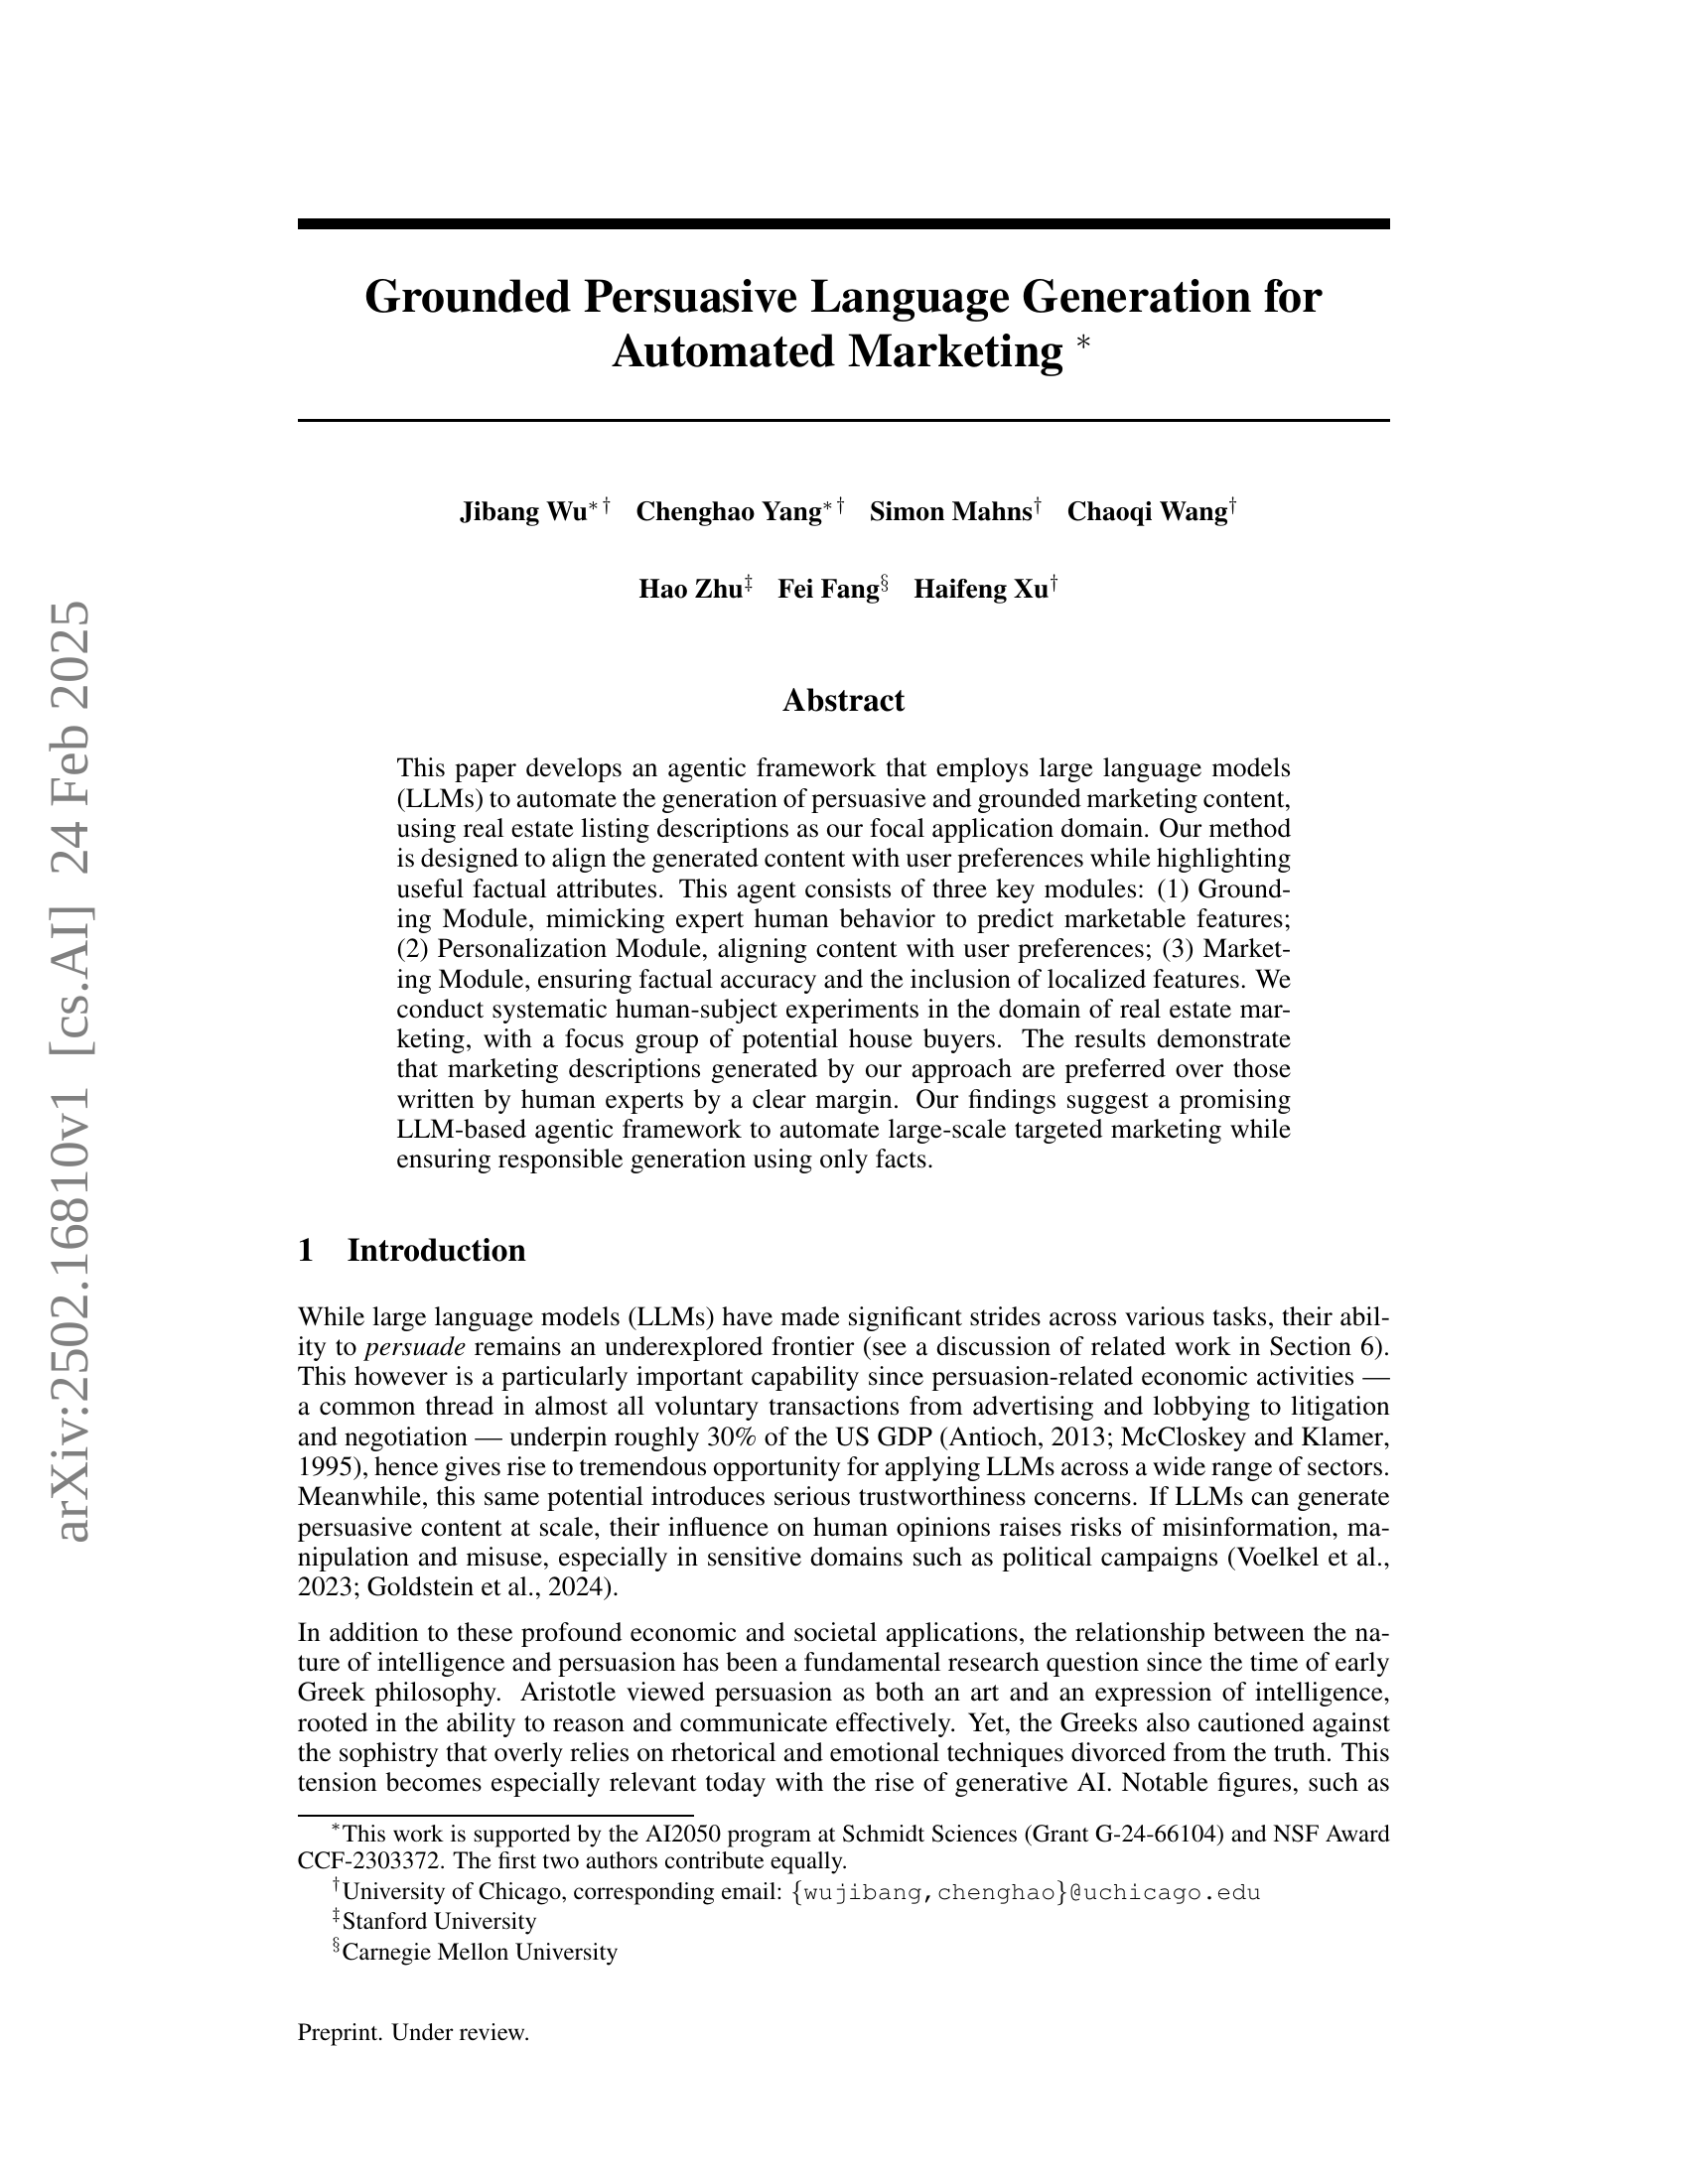 arXiv:2502.16810v1 [cs.AI] 24 Feb 2025
Grounded Persuasive Language Generation for
Automated Marketing *
Jibang Wu*† Chenghao Yang*† Simon Mahns† Chaoqi Wang†
Hao Zhu‡ Fei Fang§ Haifeng Xu†
Abstract
This paper develops an agentic framework that employs large language models
(LLMs) to automate the generation of persuasive and grounded marketing content,
using real estate listing descriptions as our focal application domain. Our method
is designed to align the generated content with user preferences while highlighting
useful factual attributes. This agent consists of three key modules: (1) Ground-
ing Module, mimicking expert human behavior to predict marketable features;
(2) Personalization Module, aligning content with user preferences; (3) Market-
ing Module, ensuring factual accuracy and the inclusion of localized features. We
conduct systematic human-subject experiments in the domain of real estate mar-
keting, with a focus group of potential house buyers. The results demonstrate
that marketing descriptions generated by our approach are preferred over those
written by human experts by a clear margin. Our findings suggest a promising
LLM-based agentic framework to automate large-scale targeted marketing while
ensuring responsible generation using only facts.
1 Introduction
While large language models (LLMs) have made significant strides across various tasks, their abil-
ity to persuade remains an underexplored frontier (see a discussion of related work in Section 6).
This however is a particularly important capability since persuasion-related economic activities —
a common thread in almost all voluntary transactions from advertising and lobbying to litigation
and negotiation — underpin roughly 30% of the US GDP (Antioch, 2013; McCloskey and Klamer,
1995), hence gives rise to tremendous opportunity for applying LLMs across a wide range of sectors.
Meanwhile, this same potential introduces serious trustworthiness concerns. If LLMs can generate
persuasive content at scale, their influence on human opinions raises risks of misinformation, ma-
nipulation and misuse, especially in sensitive domains such as political campaigns (Voelkel et al.,
2023; Goldstein et al., 2024).
In addition to these profound economic and societal applications, the relationship between the na-
ture of intelligence and persuasion has been a fundamental research question since the time of early
Greek philosophy. Aristotle viewed persuasion as both an art and an expression of intelligence,
rooted in the ability to reason and communicate effectively. Yet, the Greeks also cautioned against
the sophistry that overly relies on rhetorical and emotional techniques divorced from the truth. This
tension becomes especially relevant today with the rise of generative AI. Notable figures, such as
*This work is supported by the AI2050 program at Schmidt Sciences (Grant G-24-66104) and NSF Award
CCF-2303372. The first two authors contribute equally.
†University of Chicago, corresponding email: {wujibang,chenghao}@uchicago.edu
‡Stanford University
§Carnegie Mellon University
Preprint. Under review.